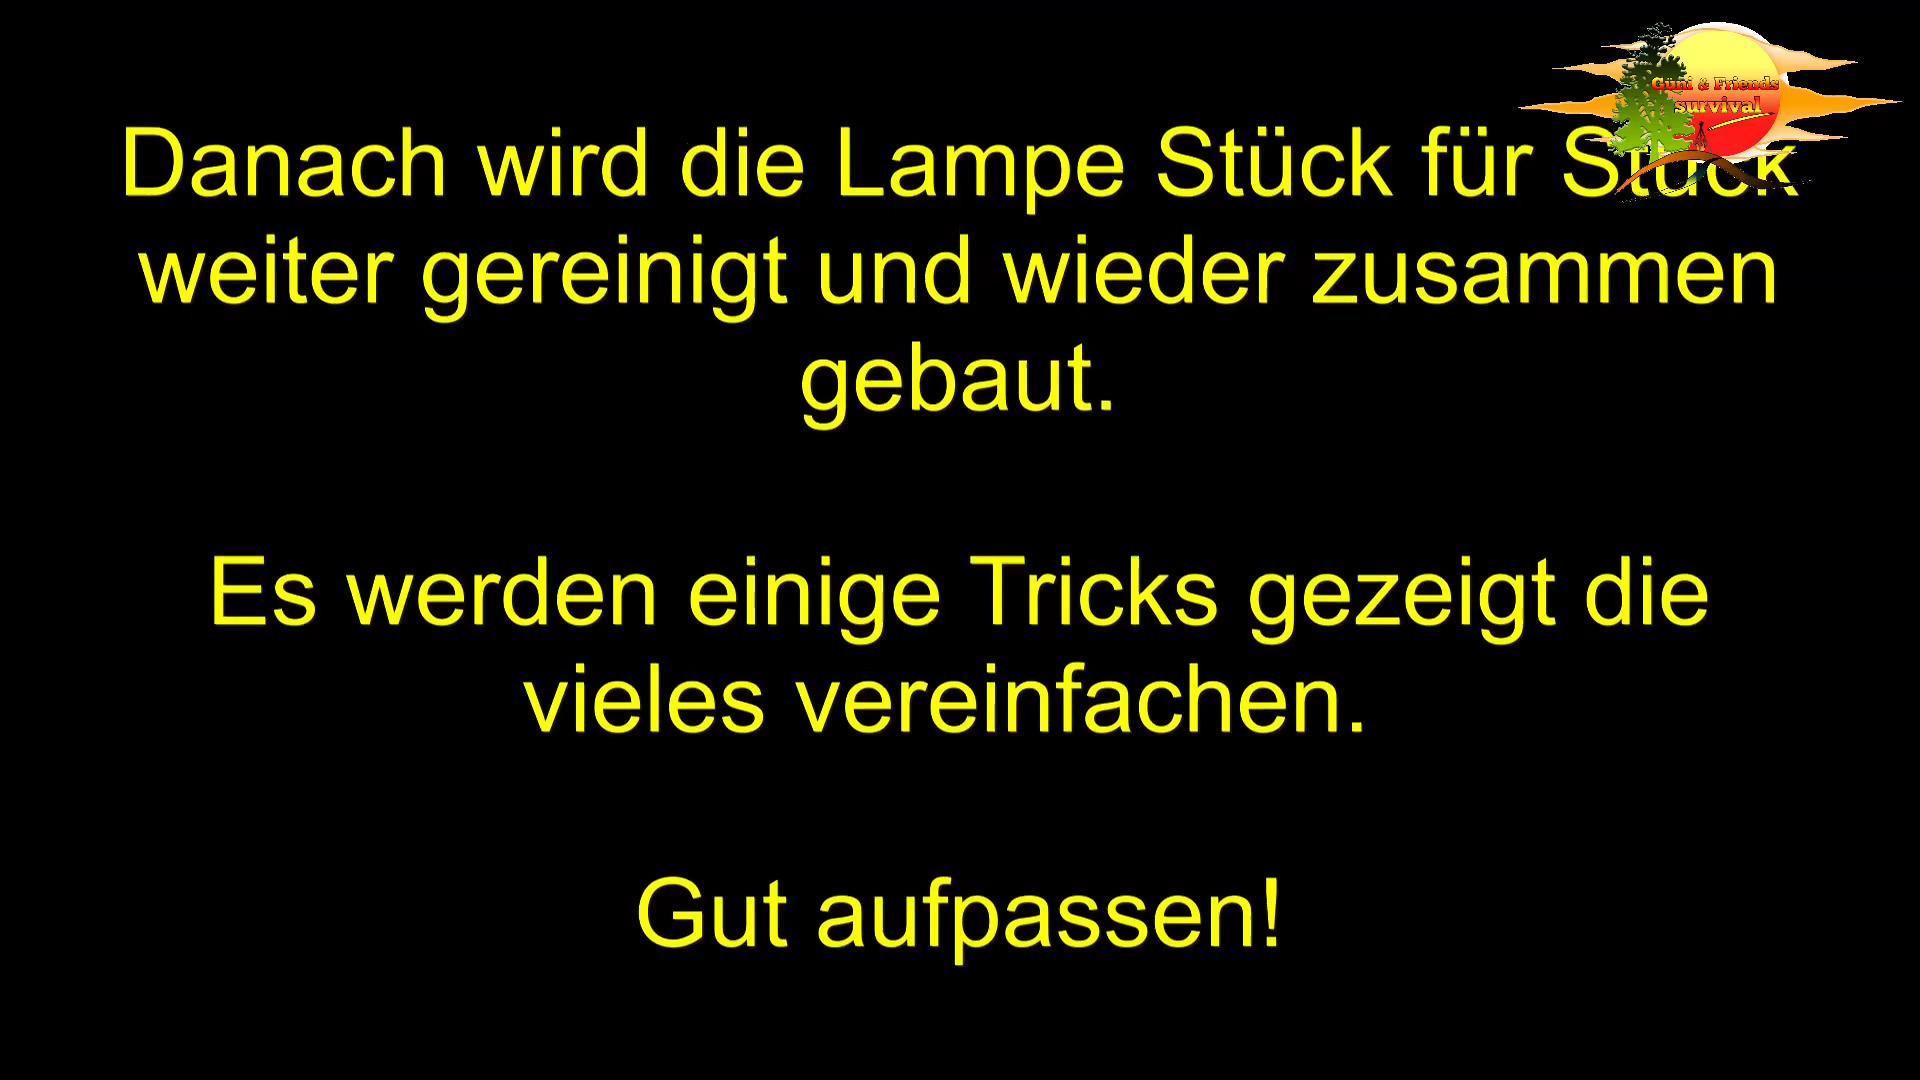 Güni & Friends
survival
Danach wird die Lampe Stück für Stück
weiter gereinigt und wieder zusammen
gebaut.
Es werden einige Tricks gezeigt die
vieles vereinfachen.
Gut aufpassen!